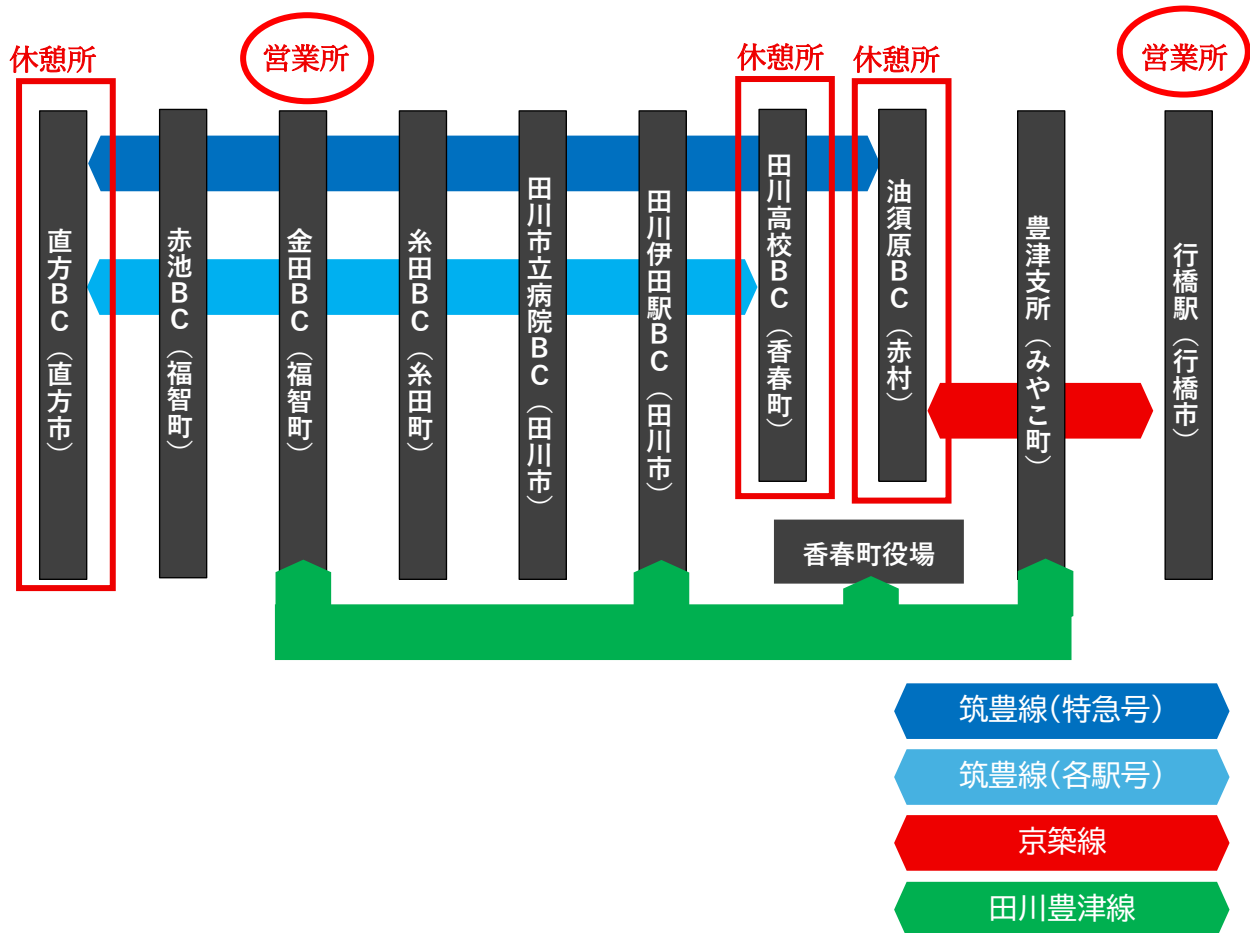 休憩所
営業所
休憩所
休憩所
営業所
直方BC（直方市）
赤池BC（福智町）
金田BC（福智町）
糸田BC（糸田町）
田川市立病院BC（田川市）
田川伊田駅BC（田川市）
田川高校BC（香春町）
油須原BC（赤村）
豊津支所（みやこ町）
行橋駅（行橋市）
香春町役場
筑豊線（特急号）
筑豊線（各駅号）
京築線
田川豊津線